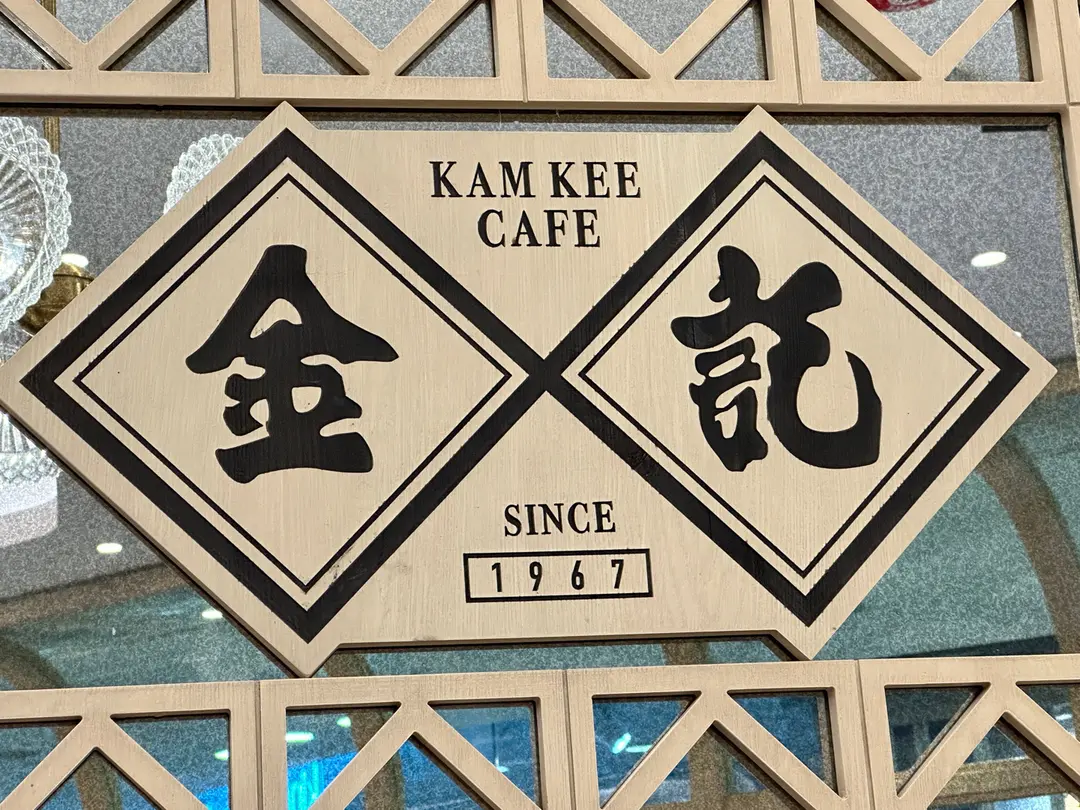 KAM KEE
CAFE
金 記
SINCE
1967